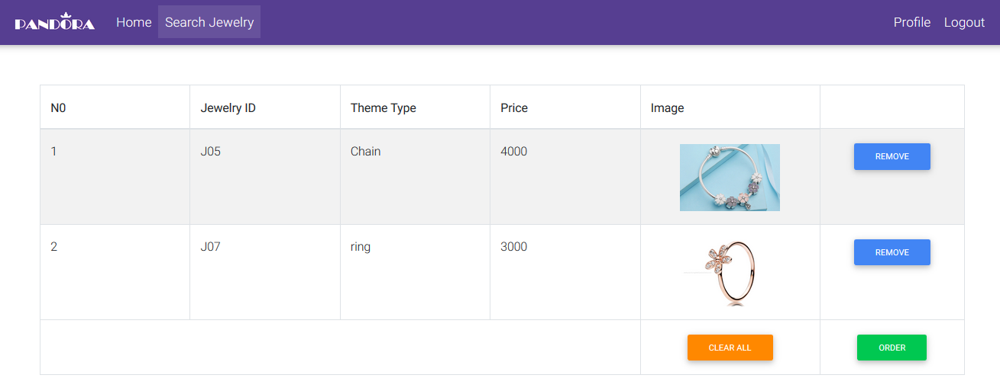 PANDORA Home Search Jewelry Profile Logout
N0 Jewelry ID Theme Type Price Image
1 J05 Chain 4000 REMOVE
2 J07 ring 3000 REMOVE
CLEAR ALL ORDER